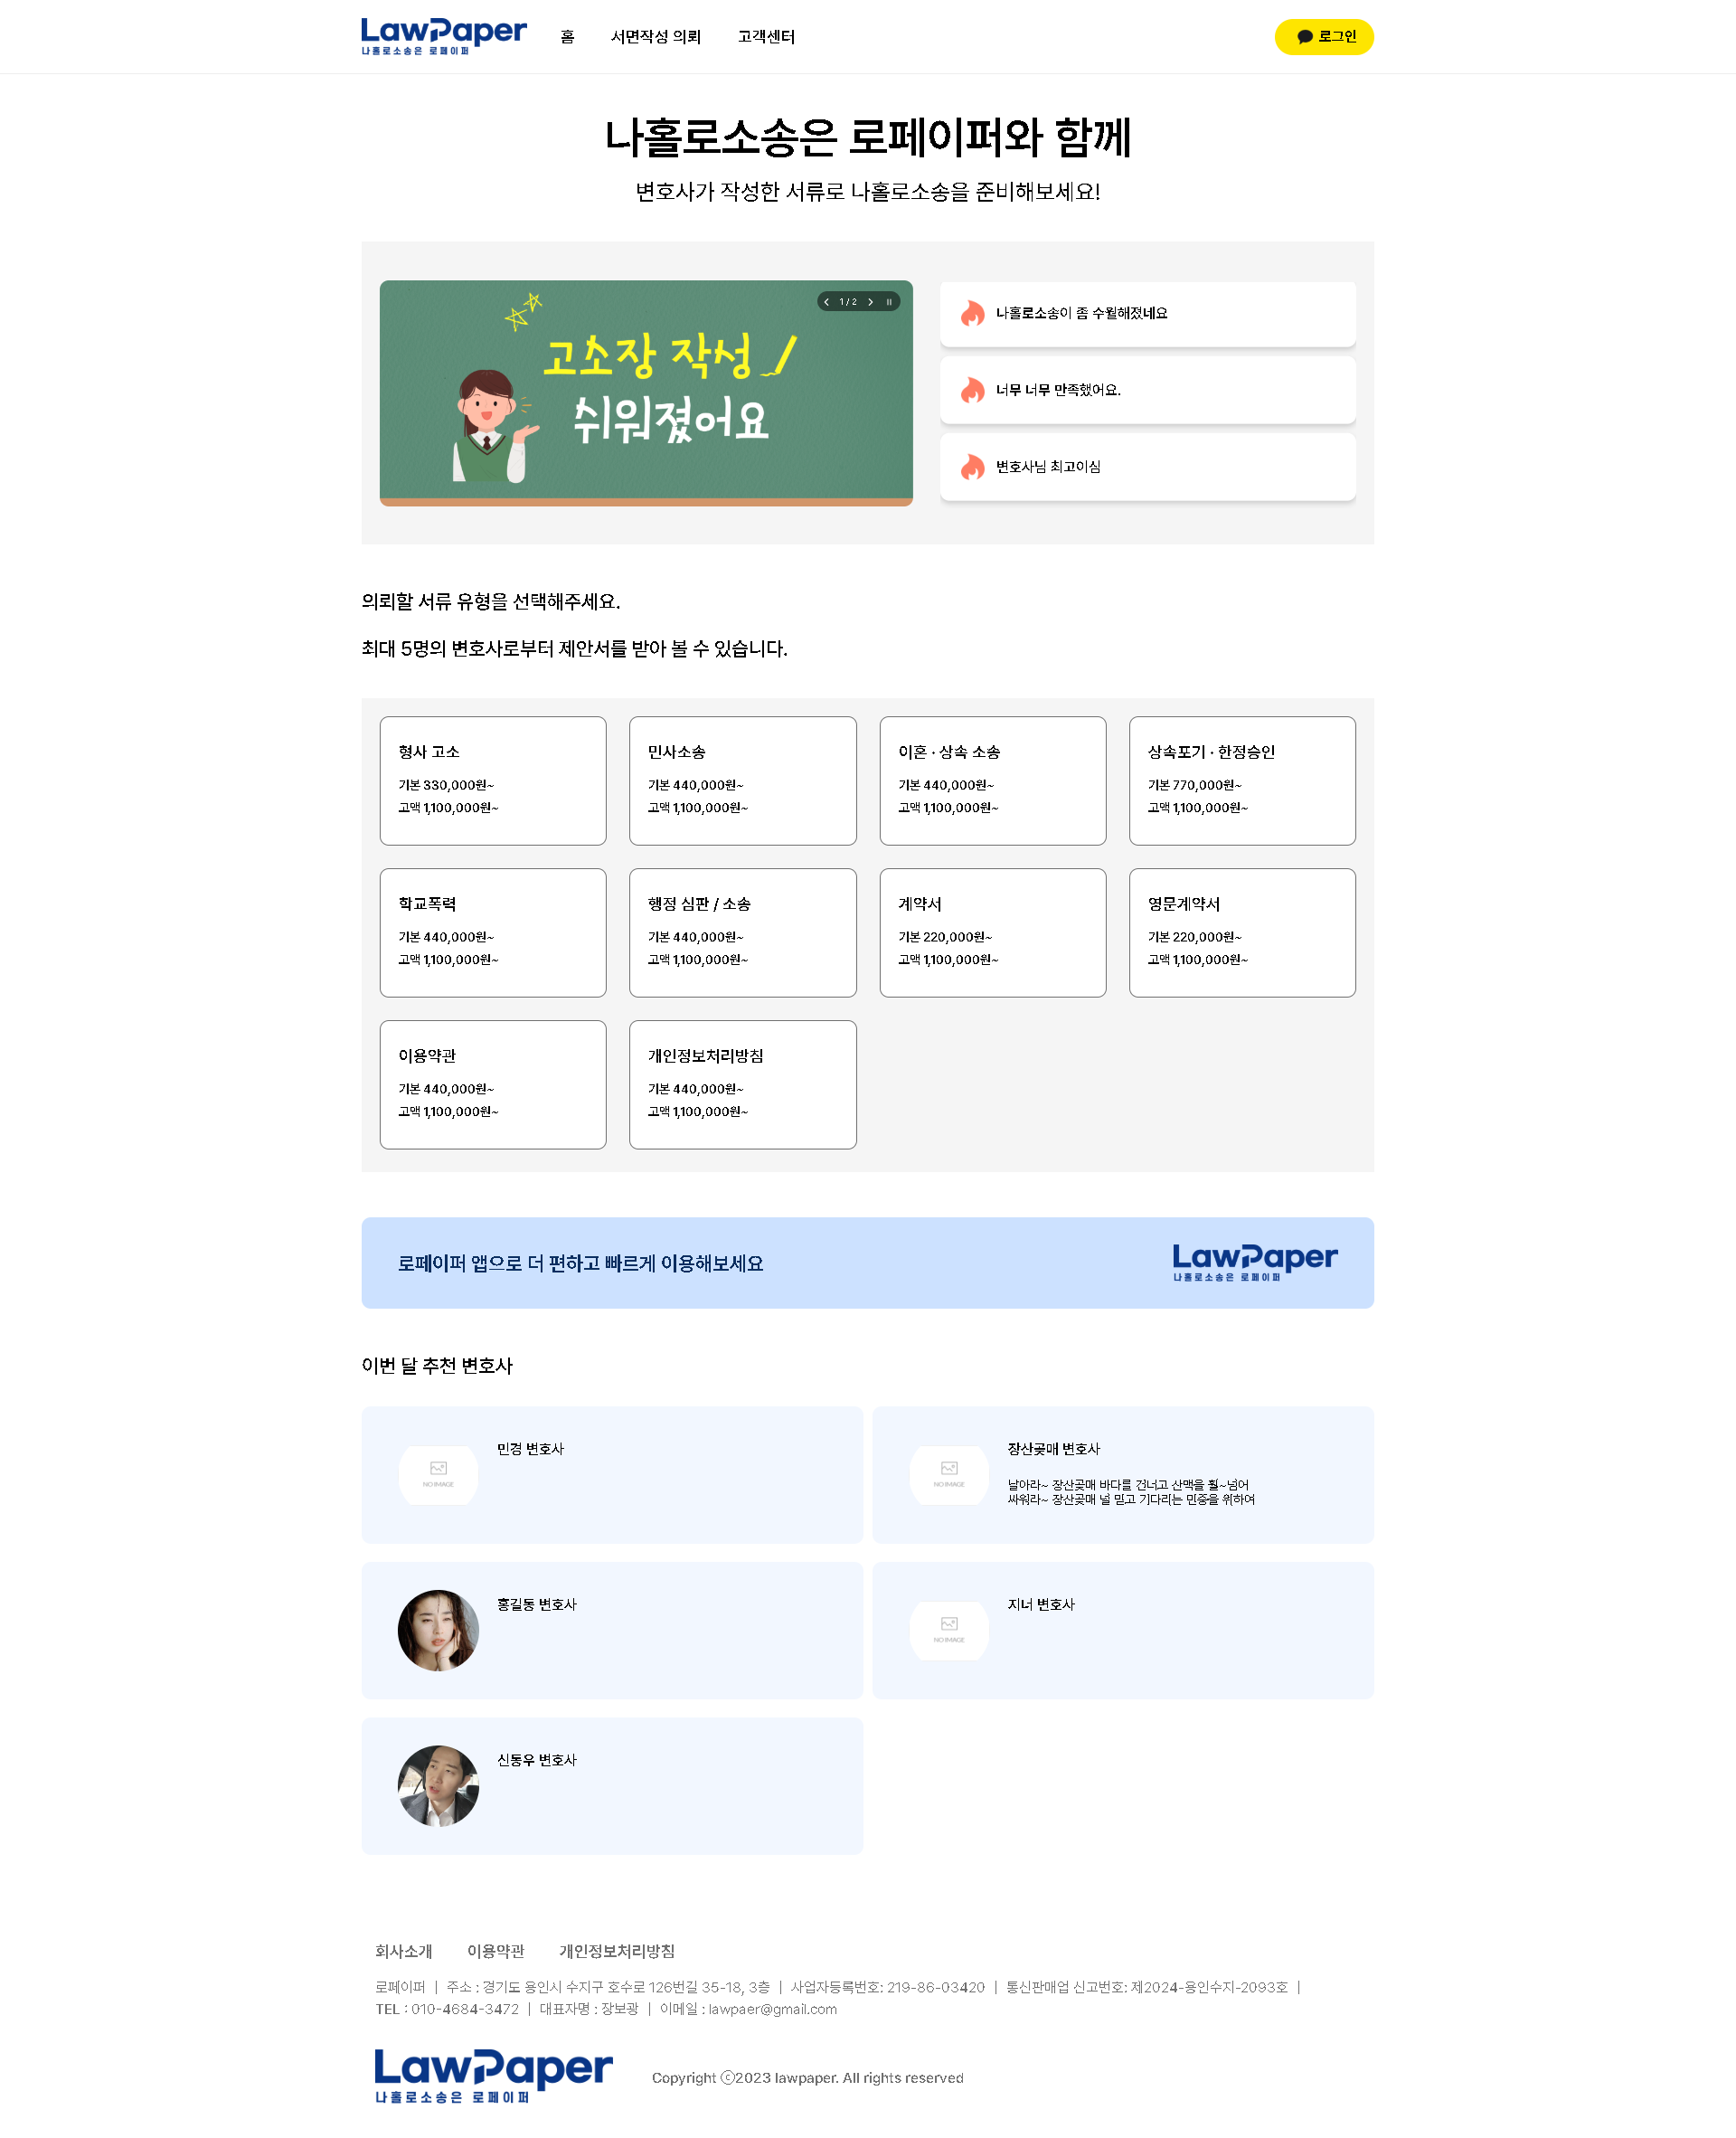 LawPaper
나홀로소송은 로페이퍼
홈 서면작성 의뢰 고객센터
로그인
나홀로소송은 로페이퍼와 함께
변호사가 작성한 서류로 나홀로소송을 준비해보세요!
1 / 2
고소장 작성
쉬워졌어요
나홀로소송이 좀 수월해졌네요
너무 너무 만족했어요.
변호사님 최고이심
의뢰할 서류 유형을 선택해주세요.
최대 5명의 변호사로부터 제안서를 받아 볼 수 있습니다.
형사 고소
기본 330,000원~
고액 1,100,000원~
민사소송
기본 440,000원~
고액 1,100,000원~
이혼 · 상속 소송
기본 440,000원~
고액 1,100,000원~
상속포기 · 한정승인
기본 770,000원~
고액 1,100,000원~
학교폭력
기본 440,000원~
고액 1,100,000원~
행정 심판 / 소송
기본 440,000원~
고액 1,100,000원~
계약서
기본 220,000원~
고액 1,100,000원~
영문계약서
기본 220,000원~
고액 1,100,000원~
이용약관
기본 440,000원~
고액 1,100,000원~
개인정보처리방침
기본 440,000원~
고액 1,100,000원~
로페이퍼 앱으로 더 편하고 빠르게 이용해보세요
LawPaper
나홀로소송은 로페이퍼
이번 달 추천 변호사
NO IMAGE
민경 변호사
NO IMAGE
장산곶매 변호사
날아라~ 장산곶매 바다를 건너고 산맥을 훨~넘어
싸워라~ 장산곶매 널 믿고 기다리는 민중을 위하여
홍길동 변호사
NO IMAGE
지너 변호사
신동우 변호사
회사소개 이용약관 개인정보처리방침
로페이퍼 | 주소 : 경기도 용인시 수지구 호수로 126번길 35-18, 3층 | 사업자등록번호: 219-86-03420 | 통신판매업 신고번호: 제2024-용인수지-2093호 |
TEL : 010-4684-3472 | 대표자명 : 장보광 | 이메일 : lawpaer@gmail.com
LawPaper
나홀로소송은 로페이퍼
Copyright ⓒ2023 lawpaper. All rights reserved